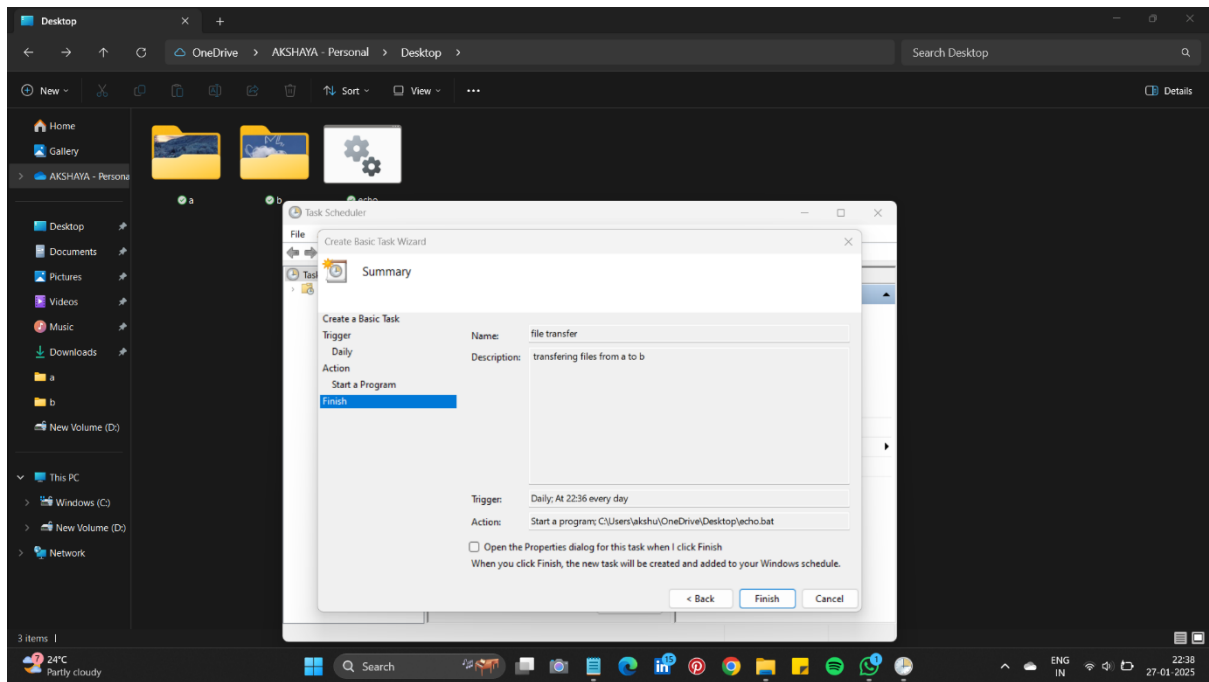 Desktop
OneDrive > AKSHAYA - Personal > Desktop >
Search Desktop
New
Sort
View
Details
Home
Gallery
AKSHAYA - Persona
Desktop
Documents
Pictures
Videos
Music
Downloads
a
b
New Volume (D:)
This PC
Windows (C:)
New Volume (D:)
Network
a
b
echo
Task Scheduler
File
Tas
Create Basic Task Wizard
Summary
Create a Basic Task
Trigger
Daily
Action
Start a Program
Finish
Name: file transfer
Description: transfering files from a to b
Trigger: Daily; At 22:36 every day
Action: Start a program; C:\Users\akshu\OneDrive\Desktop\echo.bat
Open the Properties dialog for this task when I click Finish
When you click Finish, the new task will be created and added to your Windows schedule.
< Back
Finish
Cancel
3 items
7
24°C
Partly cloudy
Search
in
15
1
ENG
IN
22:38
27-01-2025